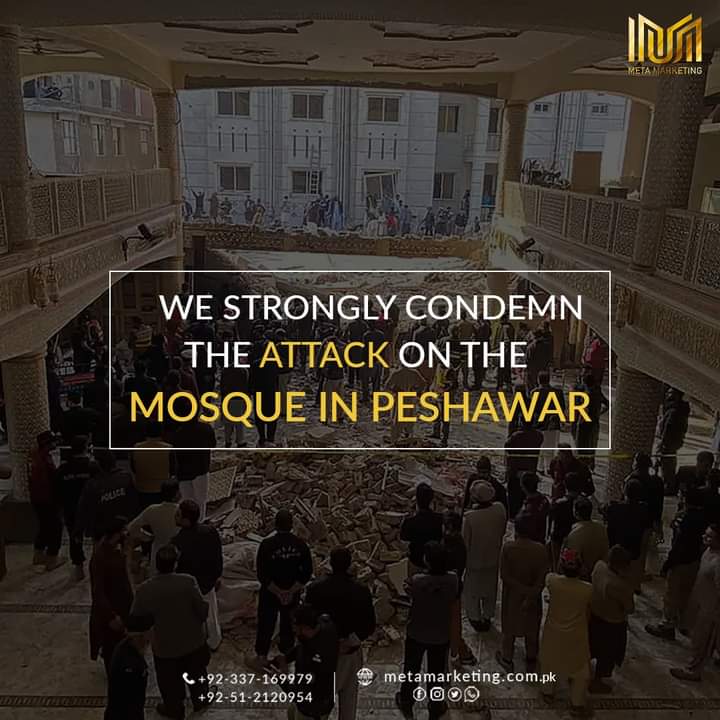 META MARKETING
WE STRONGLY CONDEMN
THE ATTACK ON THE
MOSQUE IN PESHAWAR
POLICE
+92-337-169979
+92-51-2120954
metamarketing.com.pk